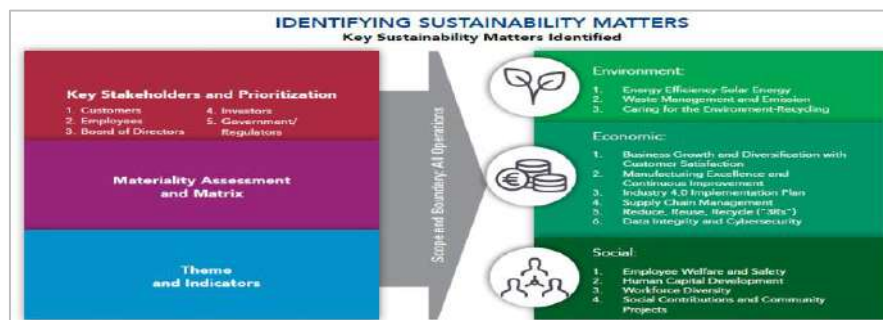 IDENTIFYING SUSTAINABILITY MATTERS
Key Sustainability Matters Identified
Key Stakeholders and Prioritization
1. Customers
2. Employees
3. Board of Directors
4. Investors
5. Government/
Regulators
Materiality Assessment
and Matrix
Theme
and Indicators
Scope and Boundary: All Operations
Environment:
1. Energy Efficiency-Solar Energy
2. Waste Management and Emission
3. Caring for the Environment-Recycling
Economic:
1. Business Growth and Diversification with
Customer Satisfaction
2. Manufacturing Excellence and
Continuous Improvement
3. Industry 4.0 Implementation Plan
4. Supply Chain Management
5. Reduce, Reuse, Recycle ("3Rs")
6. Data Integrity and Cybersecurity
Social:
1. Employee Welfare and Safety
2. Human Capital Development
3. Workforce Diversity
4. Social Contributions and Community
Projects